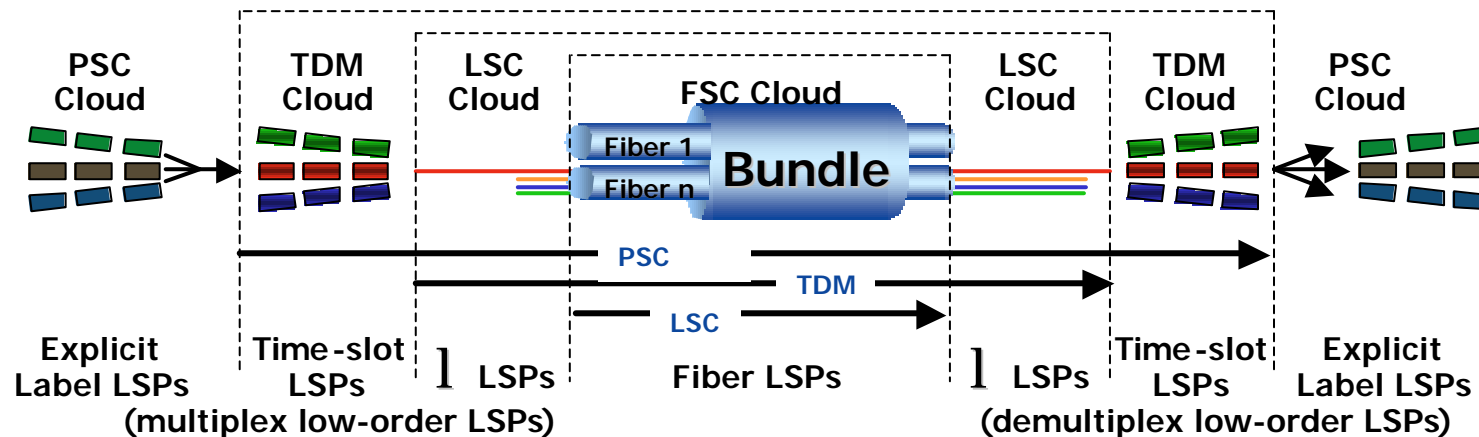 PSC
Cloud
TDM
Cloud
LSC
Cloud
FSC Cloud
LSC
Cloud
TDM
Cloud
PSC
Cloud
Fiber 1
Fiber n
Bundle
PSC
TDM
LSC
Explicit
Label LSPs
Time-slot
LSPs
l LSPs
Fiber LSPs
l LSPs
Time-slot
LSPs
Explicit
Label LSPs
(multiplex low-order LSPs)
(demultiplex low-order LSPs)